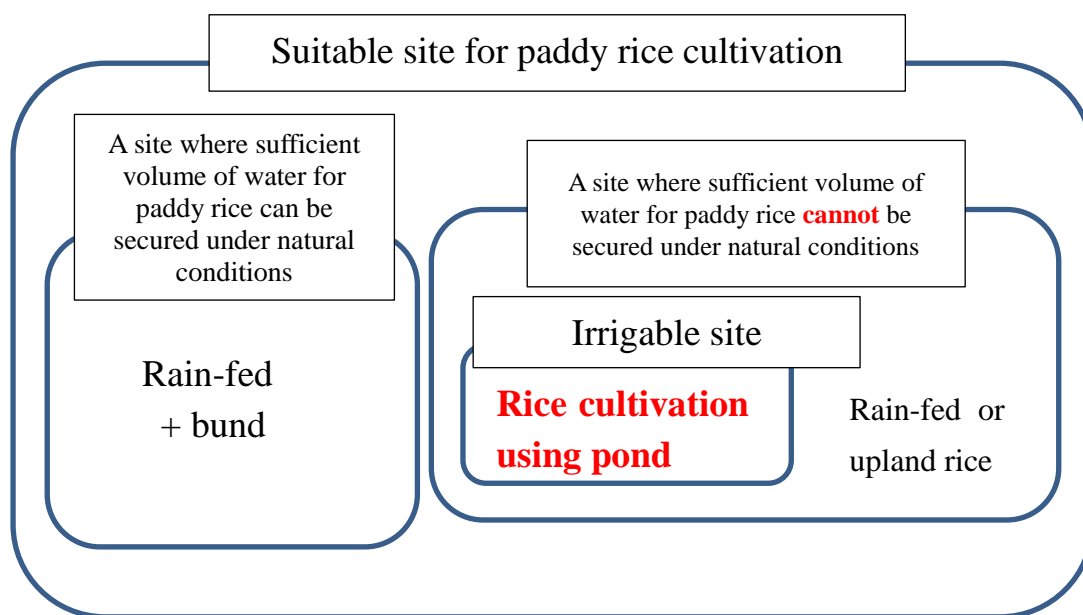 Suitable site for paddy rice cultivation
A site where sufficient
volume of water for
paddy rice can be
secured under natural
conditions
A site where sufficient volume of
water for paddy rice cannot be
secured under natural conditions
Irrigable site
Rain-fed
+ bund
Rice cultivation
using pond
Rain-fed or
upland rice